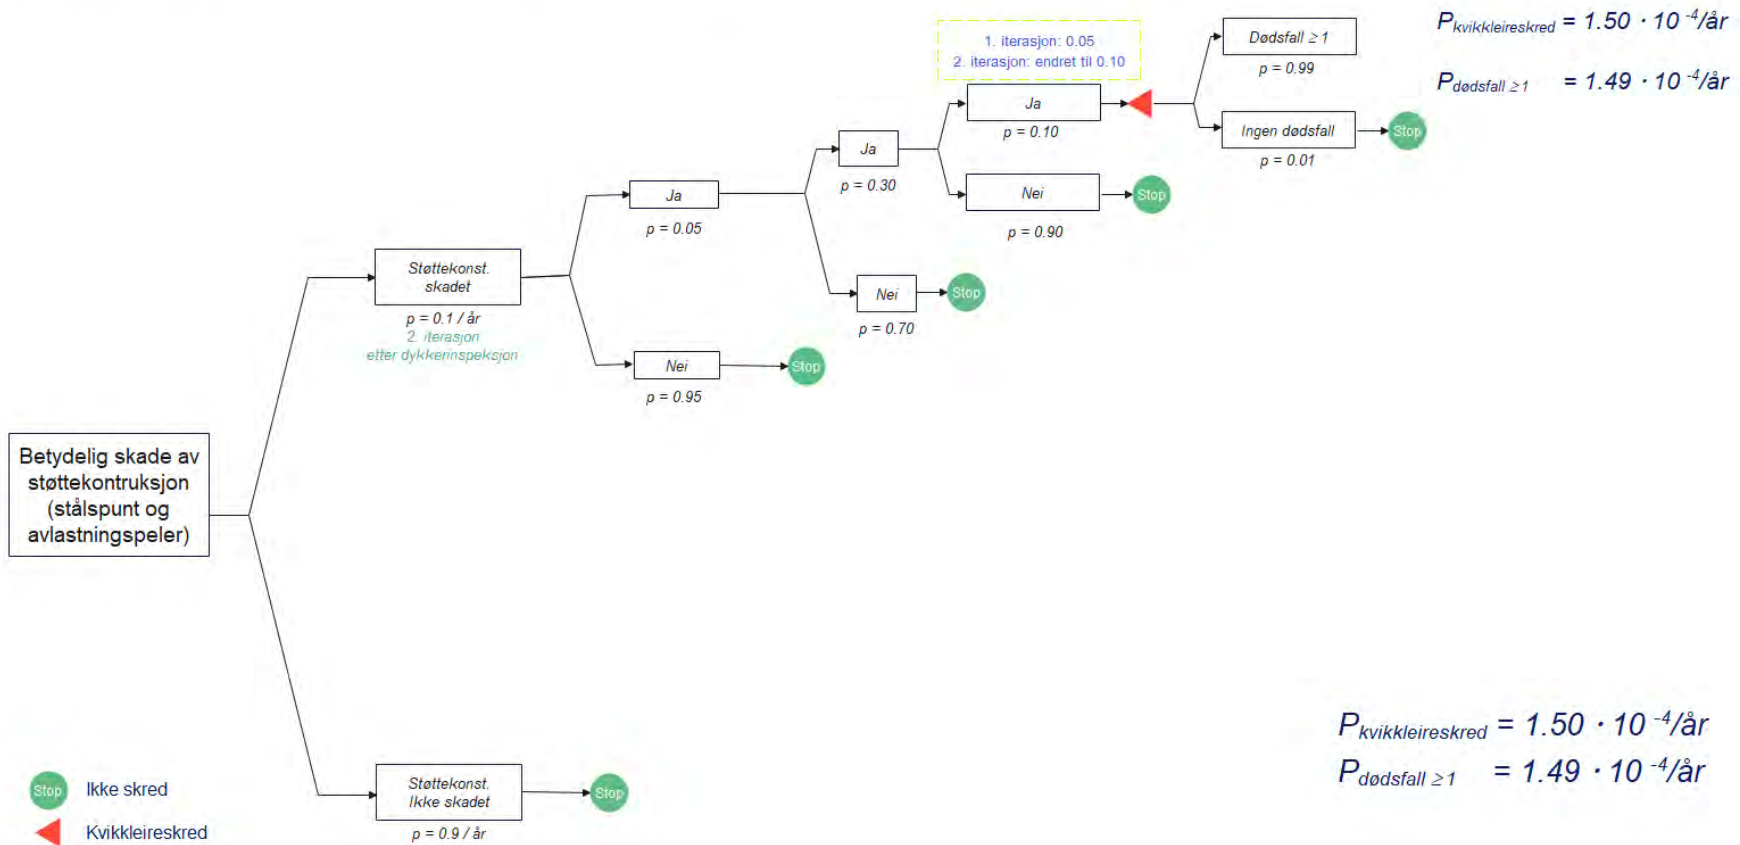 1. iterasjon: 0.05
2. iterasjon: endret til 0.10
Dødsfall ≥ 1
p = 0.99
Pkvikkleireskred = 1.50 · 10 -4/år
Pdødsfall ≥ 1 = 1.49 · 10 -4/år
Ja
p = 0.10
Ingen dødsfall
p = 0.01
Stop
Ja
p = 0.30
Nei
p = 0.90
Stop
Ja
p = 0.05
Støttekonst.
skadet
p = 0.1 / år
2. iterasjon
etter dykkerinspeksjon
Nei
p = 0.70
Stop
Nei
p = 0.95
Stop
Betydelig skade av
støttekontruksjon
(stålspunt og
avlastningspeler)
Støttekonst.
Ikke skadet
p = 0.9 / år
Stop
Pkvikkleireskred = 1.50 · 10 -4/år
Pdødsfall ≥ 1 = 1.49 · 10 -4/år
Stop Ikke skred
Kvikkleireskred